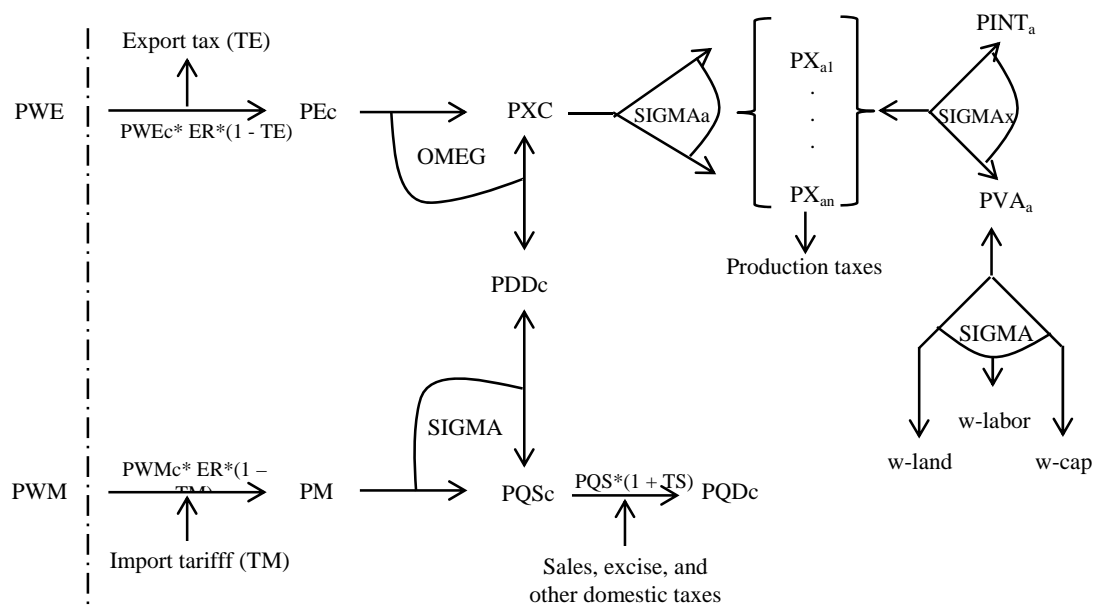 Export tax (TE)
PWE
PWEc* ER*(1 - TE)
PEc
OMEG
PXC
SIGMAa
PXa1
.
.
.
PXan
Production taxes
PINTa
SIGMAx
PVAa
SIGMA
w-labor
w-land
w-cap
PDDc
SIGMA
PWM
PWMc* ER*(1 –
TM)
PM
PQSc
PQS*(1 + TS)
PQDc
Import tarifff (TM)
Sales, excise, and
other domestic taxes